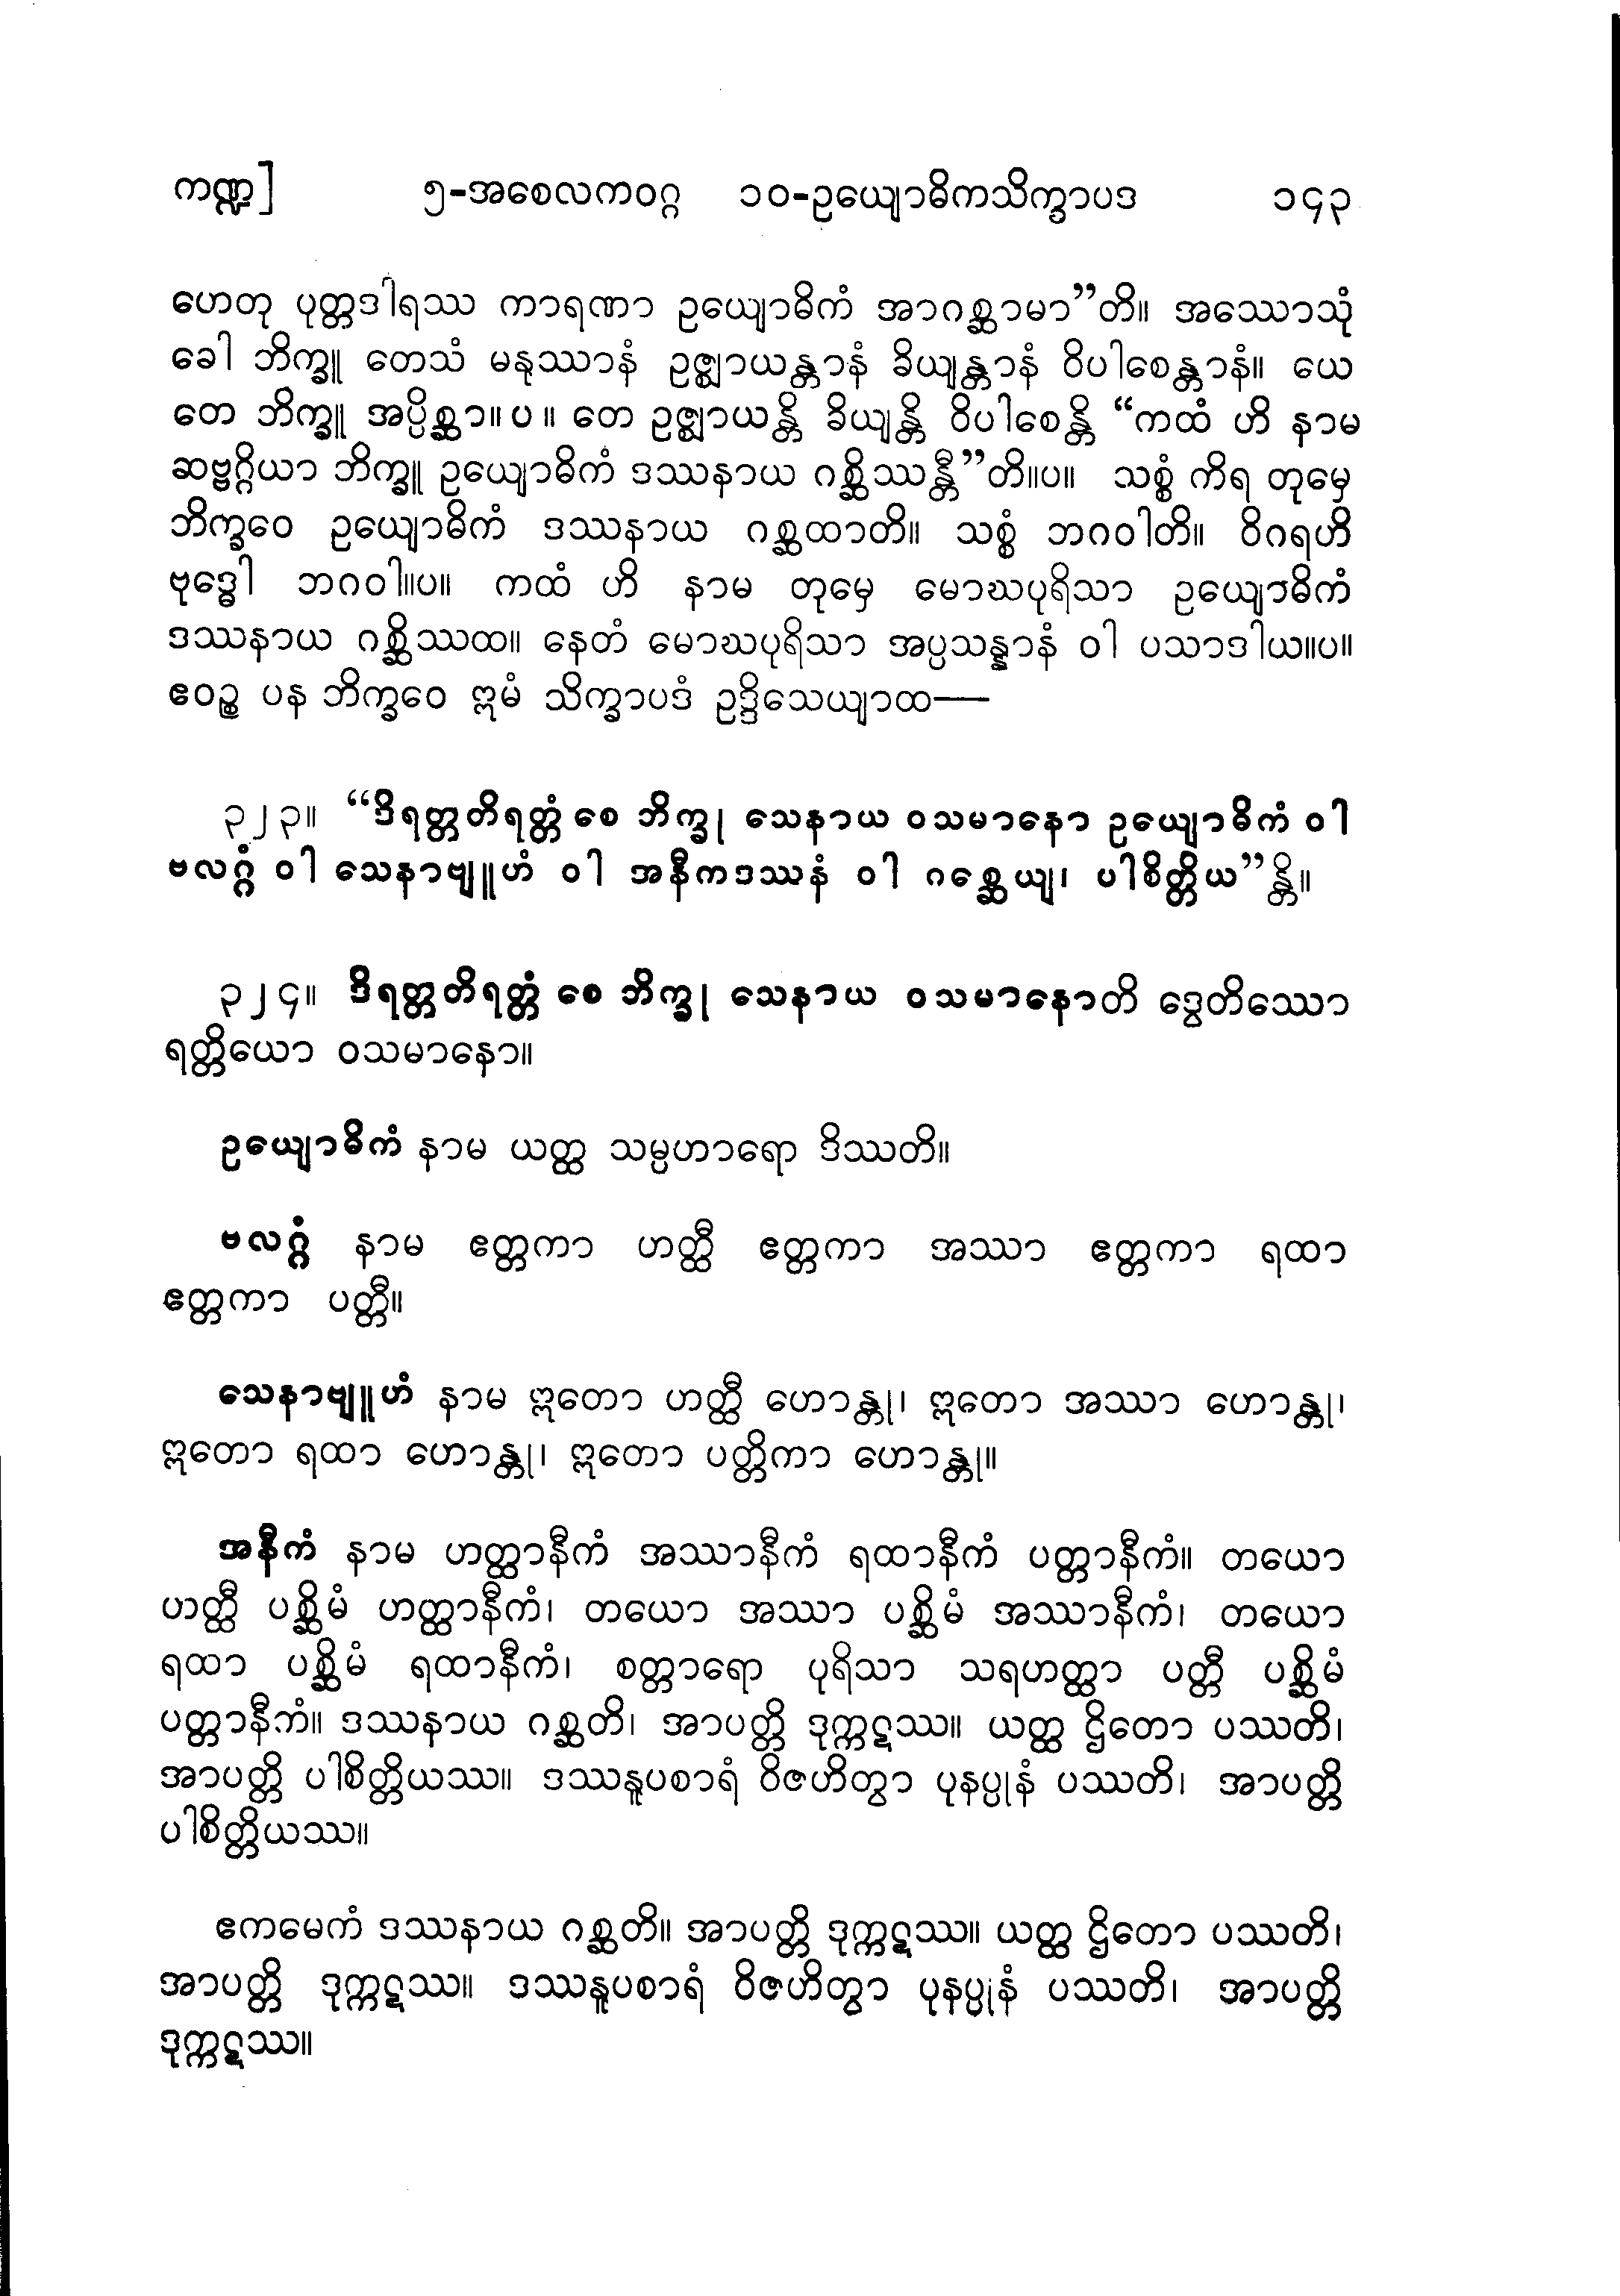 ကဏ္ဍ] ၅-အစေလကဝဂ္ဂ ၁၀-ဥယျောဓိကသိက္ခာပဒ ၁၄၃
ဟေတု ပုတ္တဒါရဿ ကာရဏာ ဥယျောဓိကံ အာဂစ္ဆာမာ”တိ။ အဿောသုံ
ခေါ ဘိက္ခူ တေသံ မနုဿာနံ ဥဇ္ဈာယန္တာနံ ခိယျန္တာနံ ဝိပါစေန္တာနံ။ ယေ
တေ ဘိက္ခူ အပ္ပိစ္ဆာ။ပ။ တေ ဥဇ္ဈာယန္တိ ခိယျန္တိ ဝိပါစေန္တိ “ကထံ ဟိ နာမ
ဆဗ္ဗဂ္ဂိယာ ဘိက္ခူ ဥယျောဓိကံ ဒဿနာယ ဂစ္ဆိဿန္တီ”တိ။ပ။ သစ္စံ ကိရ တုမှေ
ဘိက္ခဝေ ဥယျောဓိကံ ဒဿနာယ ဂစ္ဆထာတိ။ သစ္စံ ဘဂဝါတိ။ ဝိဂရဟိ
ဗုဒ္ဓေါ ဘဂဝါ။ပ။ ကထံ ဟိ နာမ တုမှေ မောဃပုရိသာ ဥယျောဓိကံ
ဒဿနာယ ဂစ္ဆိဿထ။ နေတံ မောဃပုရိသာ အပ္ပသန္နာနံ ဝါ ပသာဒါယ။ပ။
ဧဝဉ္စ ပန ဘိက္ခဝေ ဣမံ သိက္ခာပဒံ ဥဒ္ဒိသေယျာထ—
၃၂၃။ “ဒိရတ္တတိရတ္တံ စေ ဘိက္ခု သေနာယ ဝသမာနော ဥယျောဓိကံ ဝါ
ဗလဂ္ဂံ ဝါ သေနာဗျူဟံ ဝါ အနီကဒဿနံ ဝါ ဂစ္ဆေယျ၊ ပါစိတ္တိယ”န္တိ။
၃၂၄။ ဒိရတ္တတိရတ္တံ စေ ဘိက္ခု သေနာယ ဝသမာနောတိ ဒွေတိဿော
ရတ္တိယော ဝသမာနော။
ဥယျောဓိကံ နာမ ယတ္ထ သမ္ပဟာရော ဒိဿတိ။
ဗလဂ္ဂံ နာမ ဧတ္တကာ ဟတ္ထီ ဧတ္တကာ အဿာ ဧတ္တကာ ရထာ
ဧတ္တကာ ပတ္တီ။
သေနာဗျူဟံ နာမ ဣတော ဟတ္ထီ ဟောန္တု၊ ဣတော အဿာ ဟောန္တု၊
ဣတော ရထာ ဟောန္တု၊ ဣတော ပတ္တိကာ ဟောန္တု။
အနီကံ နာမ ဟတ္ထာနီကံ အဿာနီကံ ရထာနီကံ ပတ္တာနီကံ။ တယော
ဟတ္ထီ ပစ္ဆိမံ ဟတ္ထာနီကံ၊ တယော အဿာ ပစ္ဆိမံ အဿာနီကံ၊ တယော
ရထာ ပစ္ဆိမံ ရထာနီကံ၊ စတ္တာရော ပုရိသာ သရဟတ္ထာ ပတ္တီ ပစ္ဆိမံ
ပတ္တာနီကံ။ ဒဿနာယ ဂစ္ဆတိ၊ အာပတ္တိ ဒုက္ကဋဿ။ ယတ္ထ ဌိတော ပဿတိ၊
အာပတ္တိ ပါစိတ္တိယဿ။ ဒဿနူပစာရံ ဝိဇဟိတွာ ပုနပ္ပုနံ ပဿတိ၊ အာပတ္တိ
ပါစိတ္တိယဿ။
ဧကမေကံ ဒဿနာယ ဂစ္ဆတိ။ အာပတ္တိ ဒုက္ကဋဿ။ ယတ္ထ ဌိတော ပဿတိ၊
အာပတ္တိ ဒုက္ကဋဿ။ ဒဿနူပစာရံ ဝိဇဟိတွာ ပုနပ္ပုနံ ပဿတိ၊ အာပတ္တိ
ဒုက္ကဋဿ။